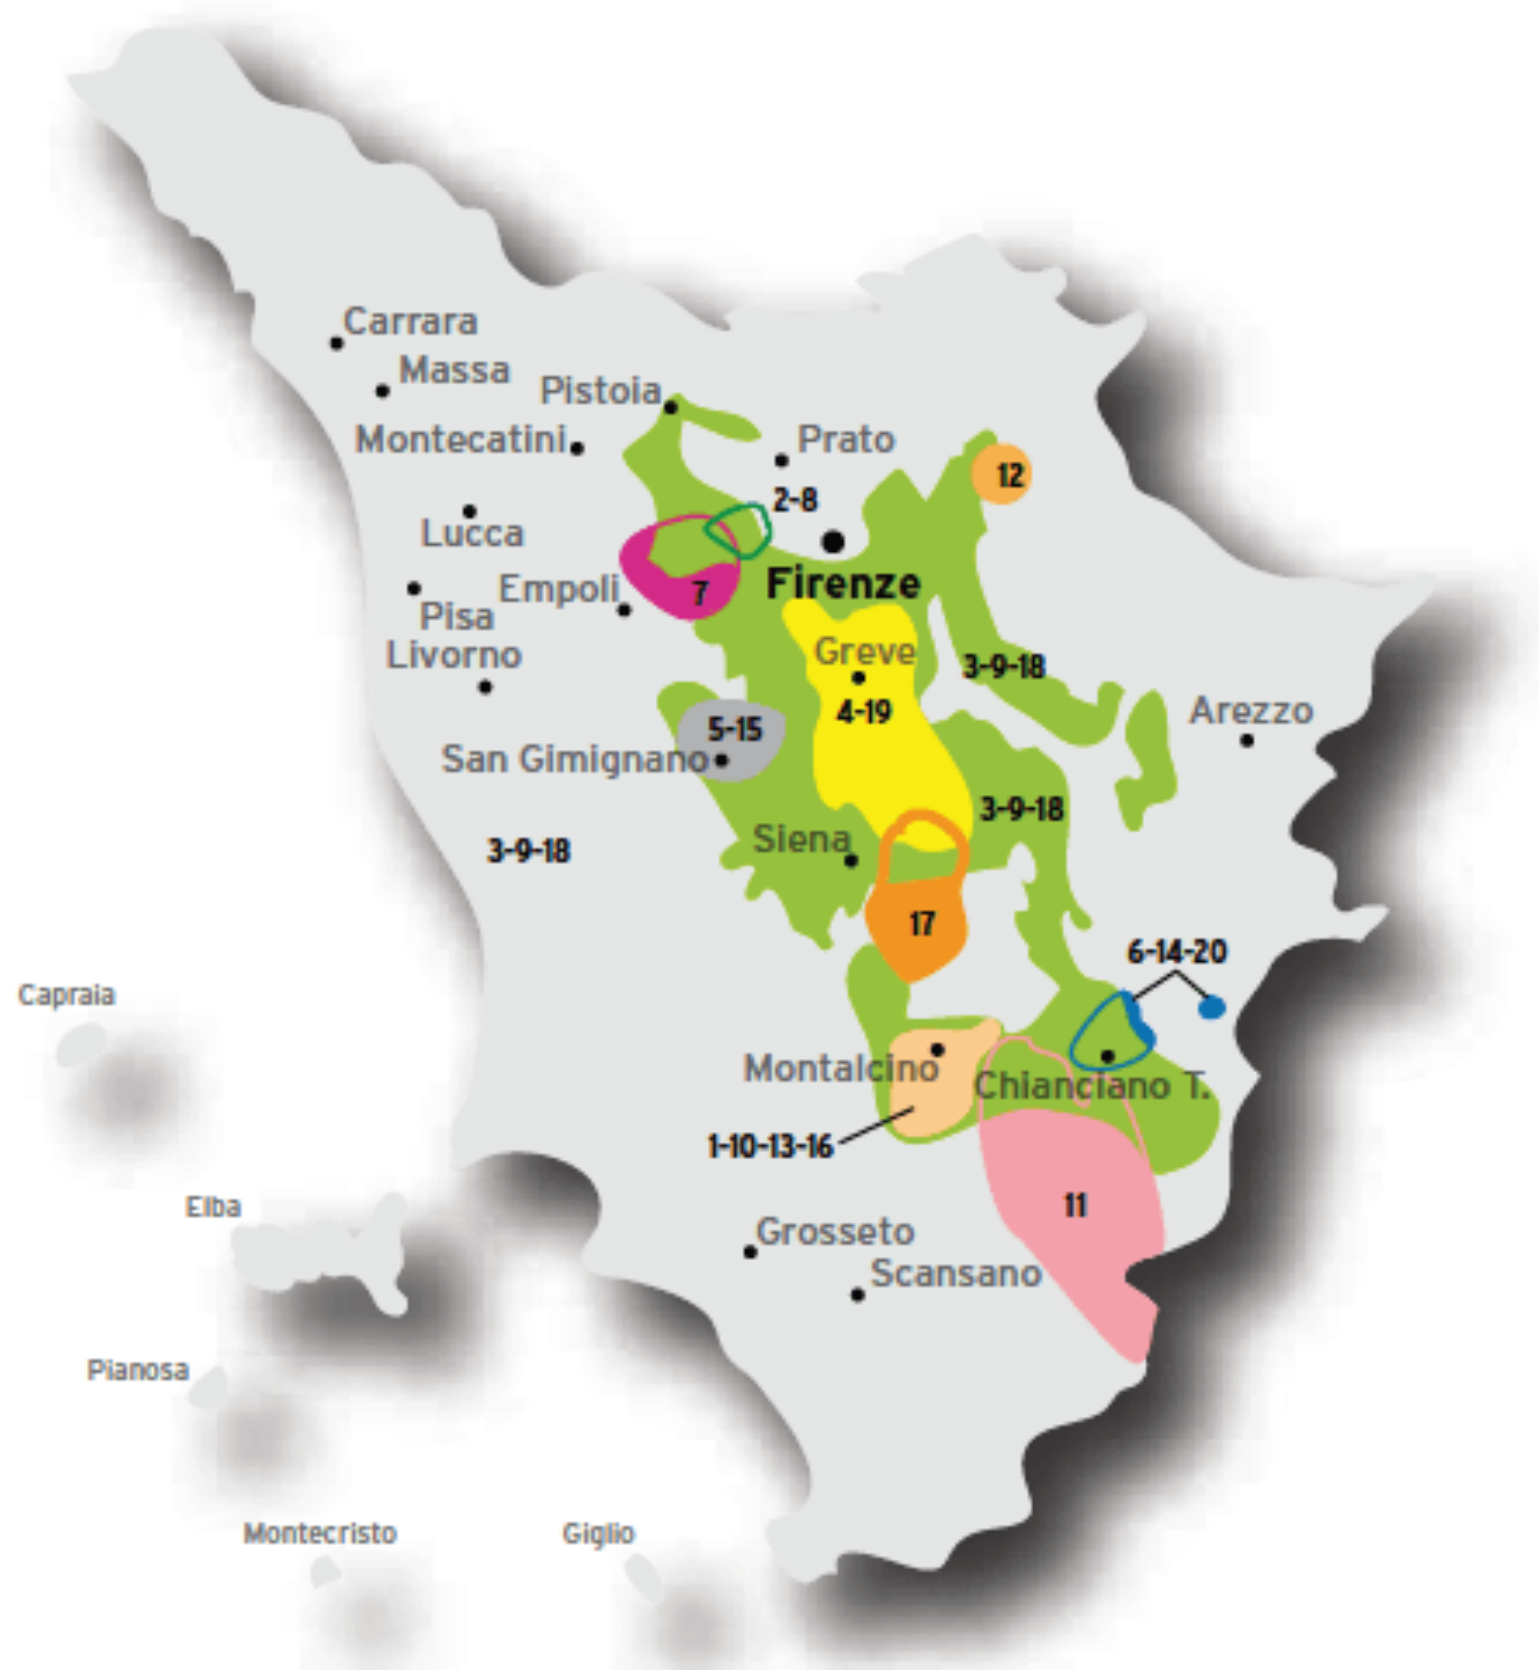 Carrara
Massa
Pistoia
Montecatini
Prato
12
2-8
Lucca
Firenze
Empoli
7
Pisa
Livorno
Greve
3-9-18
4-19
Arezzo
5-15
San Gimignano
3-9-18
Siena
3-9-18
17
6-14-20
Capraia
Montalcino
Chianciano T.
1-10-13-16
11
Elba
Grosseto
Scansano
Pianosa
Montecristo
Giglio